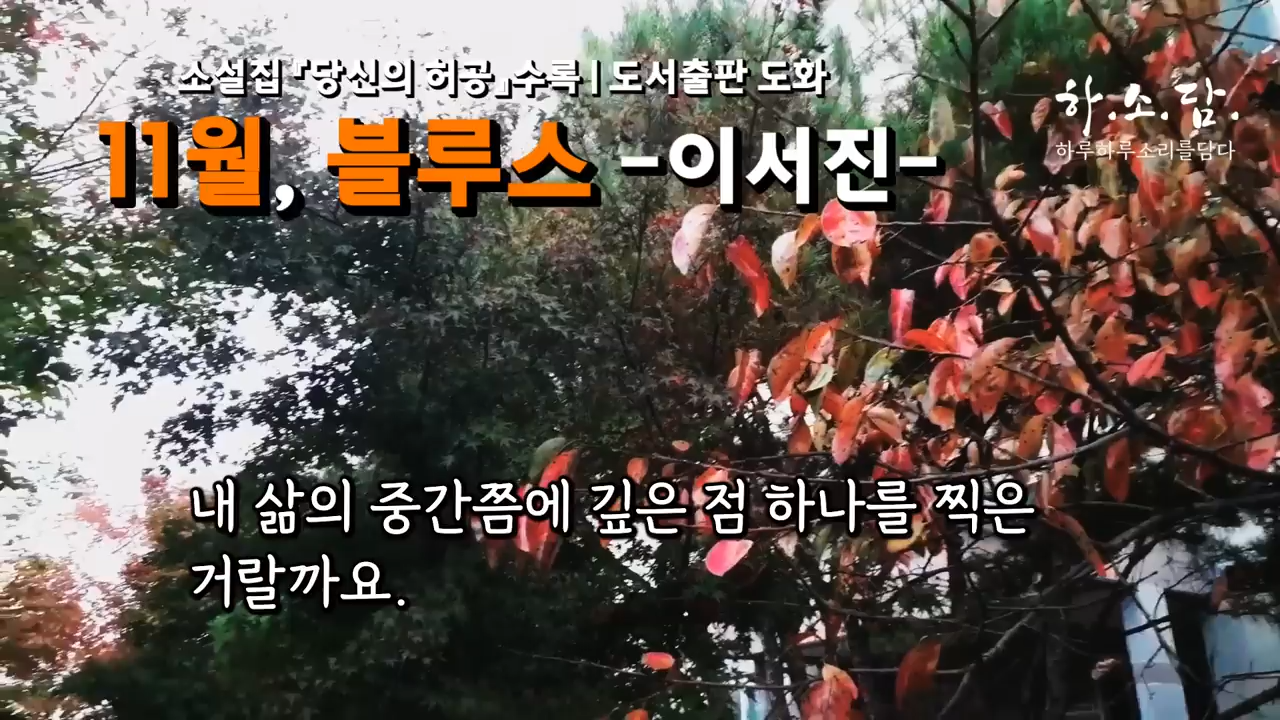 소설집 『당신의 허공』수록 | 도서출판 도화
11월, 블루스 -이서진-
하.소.담.
하루하루소리를담다
내 삶의 중간쯤에 깊은 점 하나를 찍은
거랄까요.